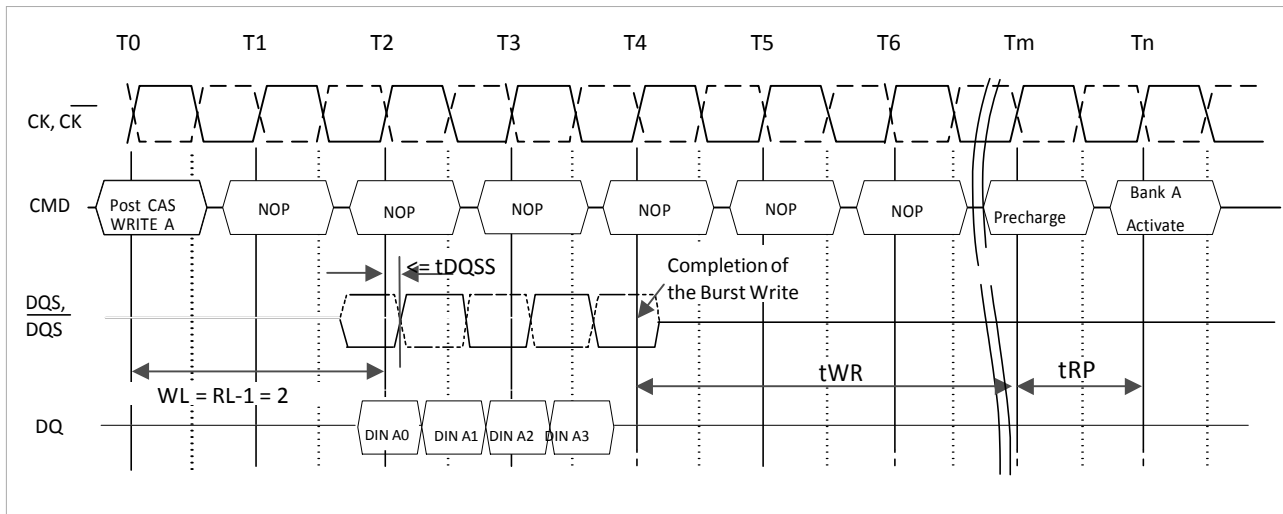 T0 T1 T2 T3 T4 T5 T6 Tm Tn
CK, CK
CMD
Post CAS
WRITE A
NOP
NOP
NOP
NOP
NOP
NOP
Precharge
Bank A
Activate
<= tDQSS
Completion of
the Burst Write
DQS,
DQS
WL = RL-1 = 2
tWR
tRP
DQ
DIN A0
DIN A1
DIN A2
DIN A3